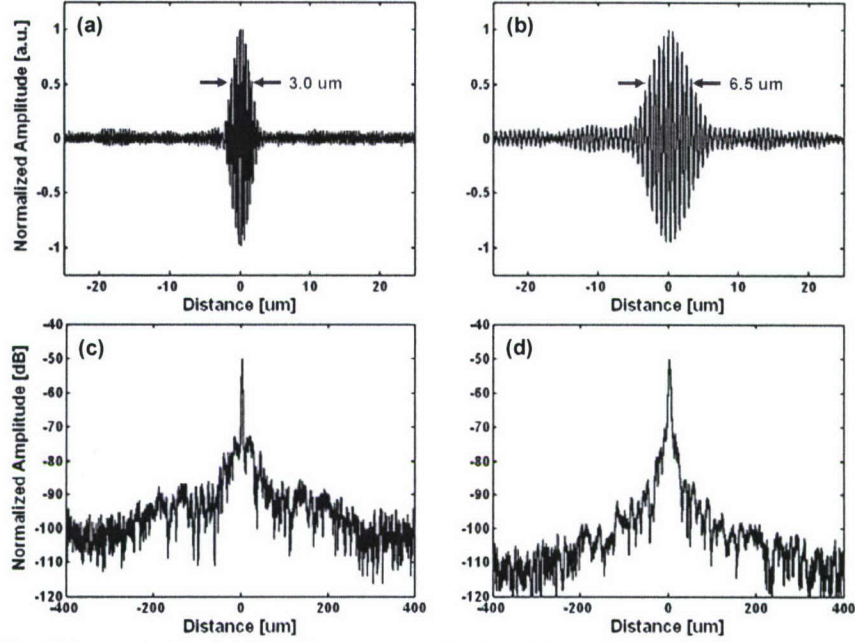 (a)
Normalized Amplitude [a.u.]
1
0.5
0
-0.5
-1
3.0 um
-20 -10 0 10 20
Distance [um]
(b)
1
0.5
0
-0.5
-1
6.5 um
-20 -10 0 10 20
Distance [um]
(c)
Normalized Amplitude [dB]
-40
-50
-60
-70
-80
-90
-100
-110
-120
-400 -200 0 200 400
Distance [um]
(d)
-40
-50
-60
-70
-80
-90
-100
-110
-120
-400 -200 0 200 400
Distance [um]